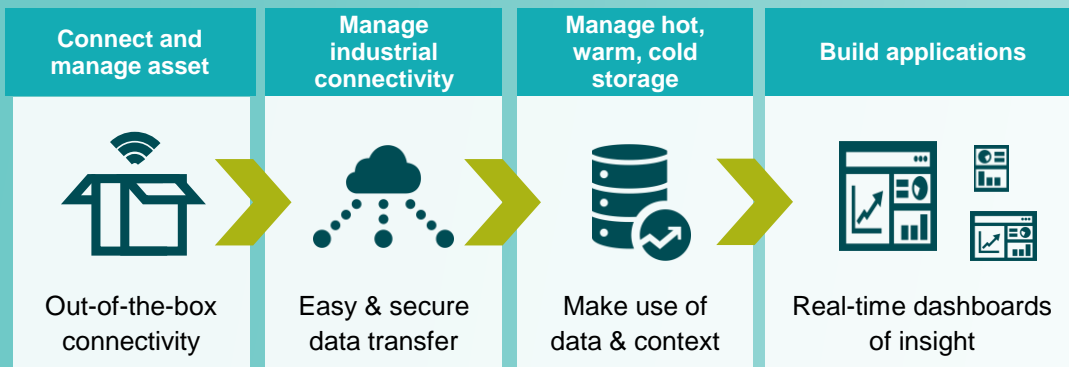 Connect and
manage asset
Manage
industrial
connectivity
Manage hot,
warm, cold
storage
Build applications
Out-of-the-box
connectivity
Easy & secure
data transfer
Make use of
data & context
Real-time dashboards
of insight